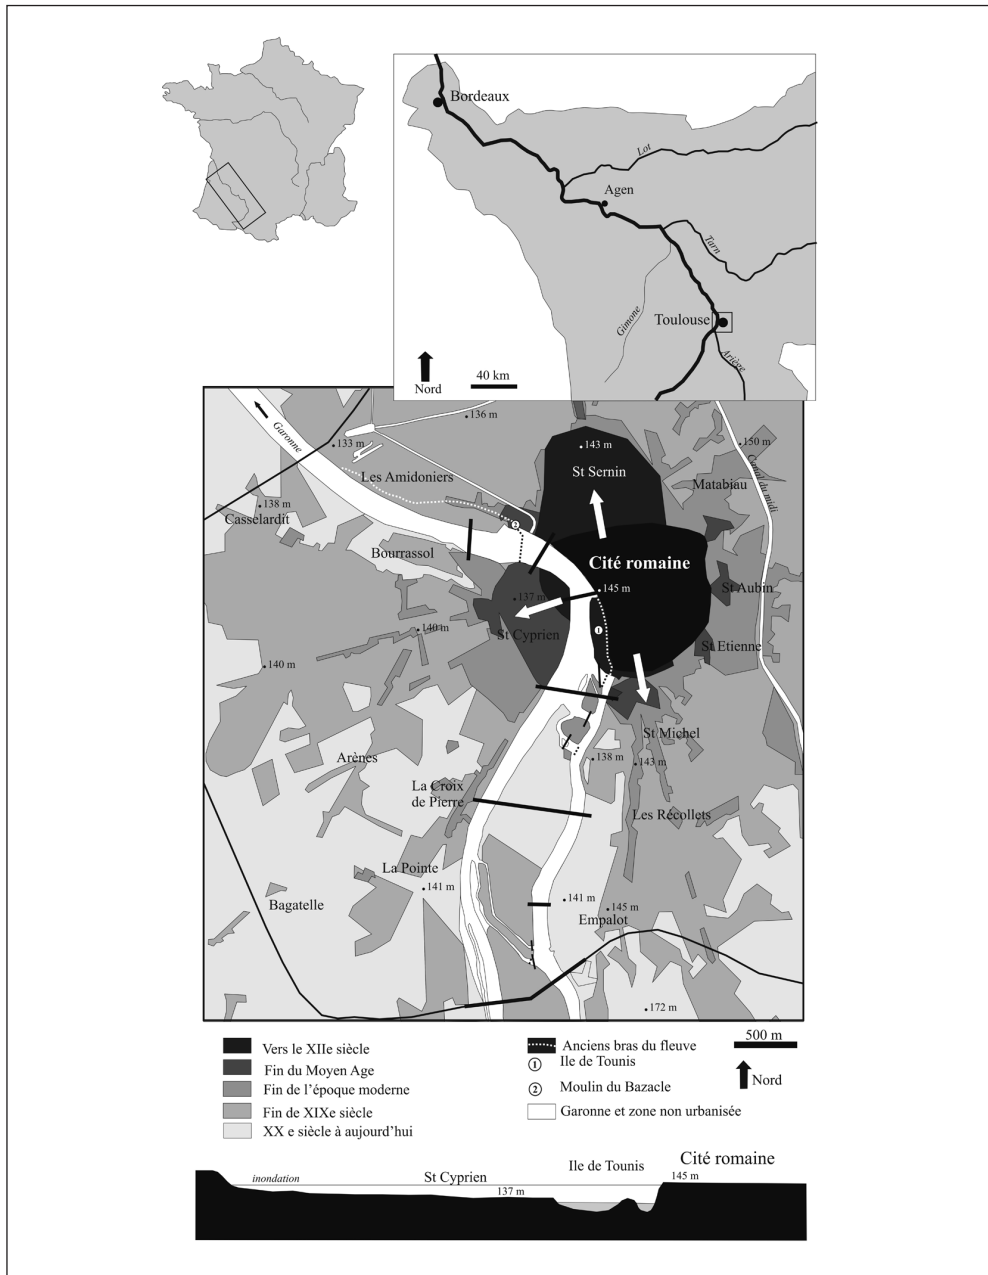 Bordeaux
Lot
Agen
Tarn
Gimone
Toulouse
Ariège
Nord
40 km
Garonne
136 m
133 m
143 m
150 m
St Sernin
Les Amidoniers
Matabiau
Canal du midi
138 m
Casselardit
2
Bourrassol
Cité romaine
145 m
St Aubin
137 m
140 m
St Cyprien
1
St Etienne
140 m
St Michel
Arènes
138 m
143 m
La Croix
de Pierre
Les Récollets
La Pointe
141 m
141 m
145 m
Bagatelle
Empalot
172 m
Vers le XIIe siècle
Fin du Moyen Age
Fin de l'époque moderne
Fin de XIXe siècle
XX e siècle à aujourd'hui
Anciens bras du fleuve
1 Ile de Tounis
2 Moulin du Bazacle
Garonne et zone non urbanisée
500 m
Nord
inondation
St Cyprien
137 m
Ile de Tounis
Cité romaine
145 m